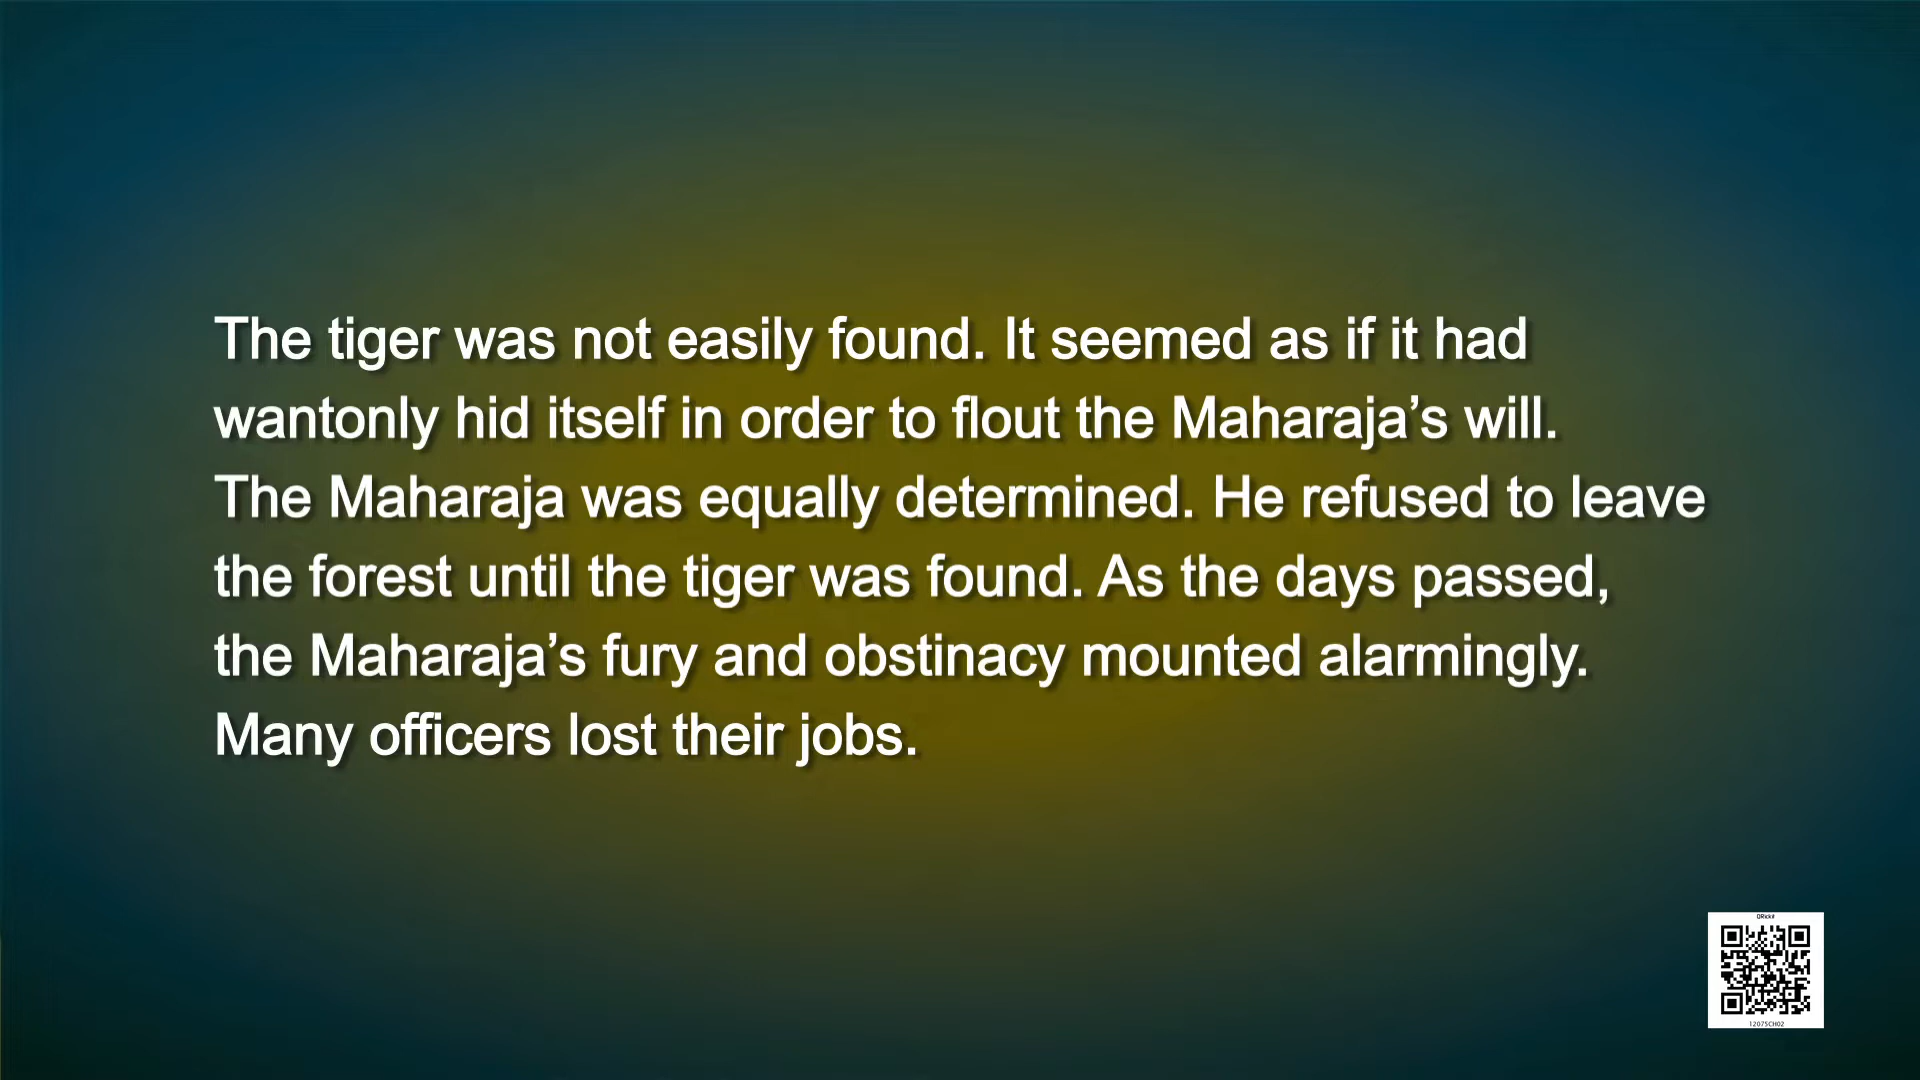 The tiger was not easily found. It seemed as if it had
wantonly hid itself in order to flout the Maharaja’s will.
The Maharaja was equally determined. He refused to leave
the forest until the tiger was found. As the days passed,
the Maharaja’s fury and obstinacy mounted alarmingly.
Many officers lost their jobs.
QRickit
12075CH02